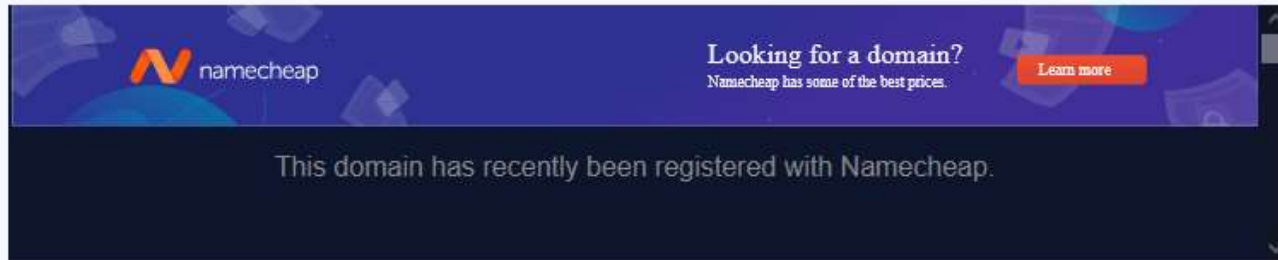 namecheap
Looking for a domain?
Namecheap has some of the best prices.
Learn more
This domain has recently been registered with Namecheap.